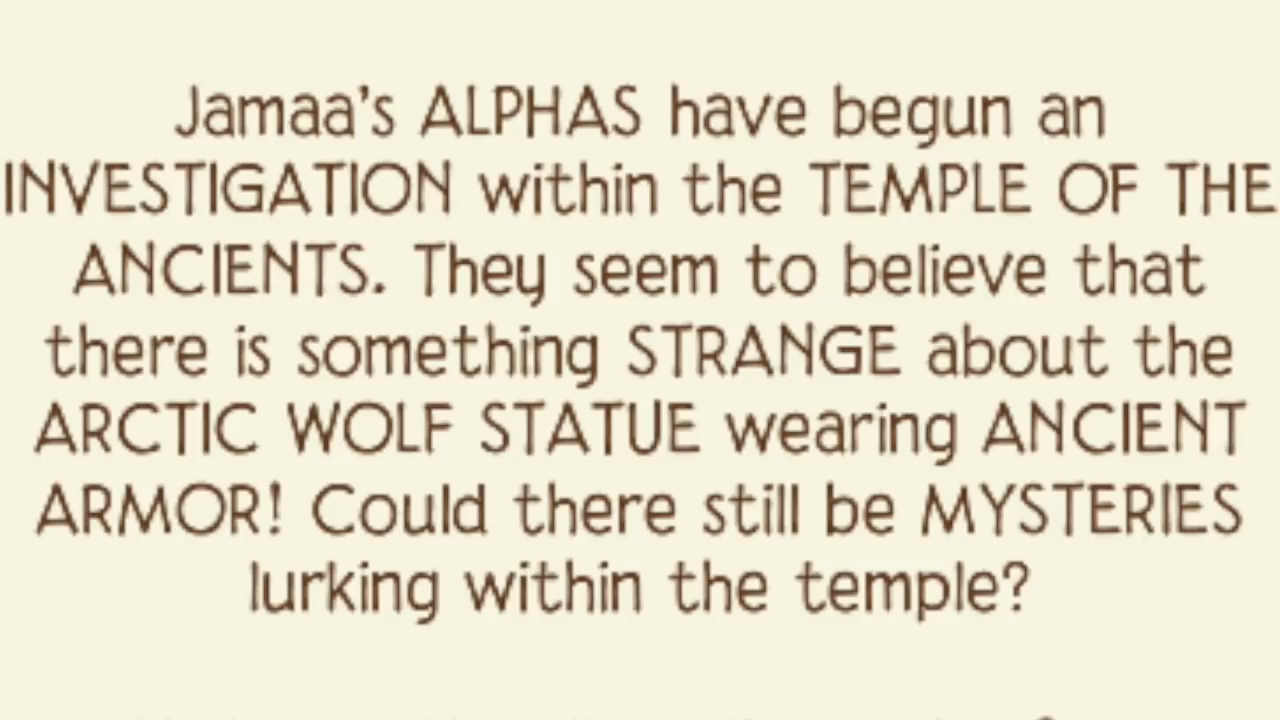 Jamaa's ALPHAS have begun an
INVESTIGATION within the TEMPLE OF THE
ANCIENTS. They seem to believe that
there is something STRANGE about the
ARCTIC WOLF STATUE wearing ANCIENT
ARMOR! Could there still be MYSTERIES
lurking within the temple?